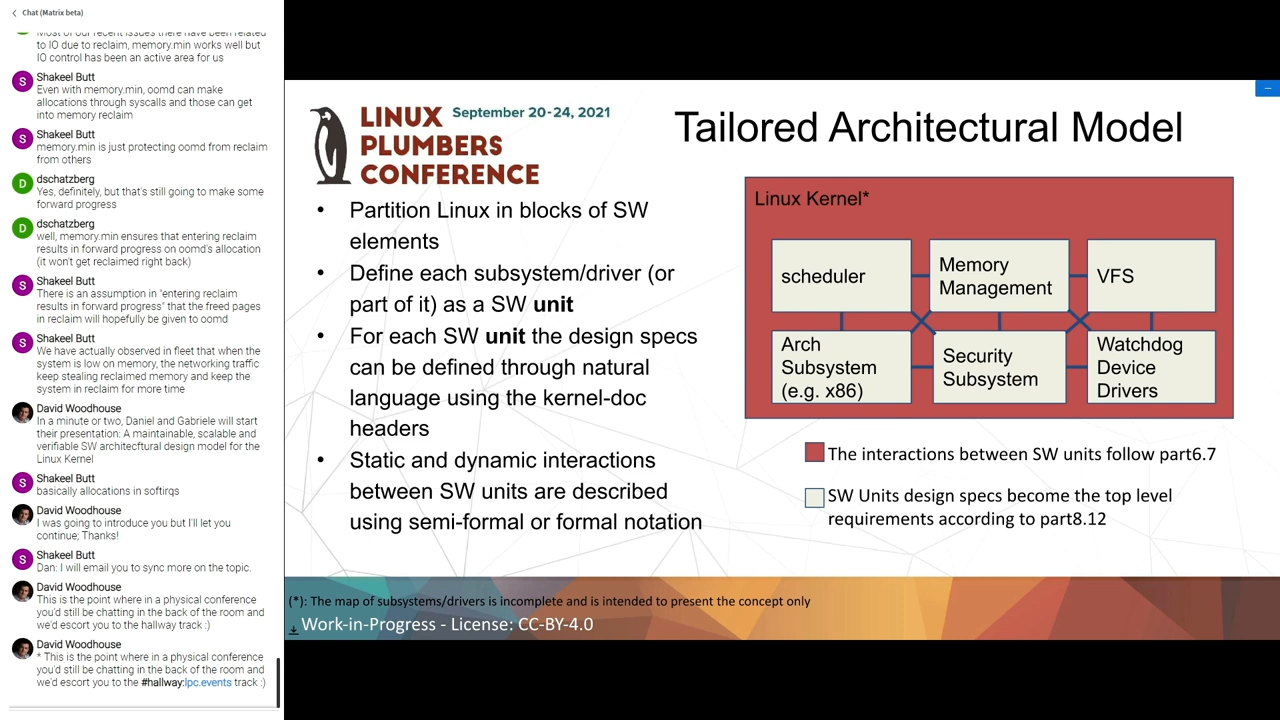 Chat (Matrix beta)
Most of our recent issues there have been related
to IO due to reclaim, memory.min works well but
IO control has been an active area for us
S
Shakeel Butt
Even with memory.min, oomd can make
allocations through syscalls and those can get
into memory reclaim
S
Shakeel Butt
memory.min is just protecting oomd from reclaim
from others
D
dschatzberg
Yes, definitely, but that's still going to make some
forward progress
D
dschatzberg
well, memory.min ensures that entering reclaim
results in forward progress on oomd's allocation
(it won't get reclaimed right back)
S
Shakeel Butt
There is an assumption in "entering reclaim
results in forward progress" that the freed pages
in reclaim will hopefully be given to oomd
S
Shakeel Butt
We have actually observed in fleet that when the
system is low on memory, the networking traffic
keep stealing reclaimed memory and keep the
system in reclaim for more time
David Woodhouse
In a minute or two, Daniel and Gabriele will start
their presentation: A maintainable, scalable and
verifiable SW architecftural design model for the
Linux Kernel
S
Shakeel Butt
basically allocations in softirqs
David Woodhouse
I was going to introduce you but I'll let you
continue; Thanks!
S
Shakeel Butt
Dan: I will email you to sync more on the topic.
David Woodhouse
This is the point where in a physical conference
you'd still be chatting in the back of the room and
we'd escort you to the hallway track :)
David Woodhouse
* This is the point where in a physical conference
you'd still be chatting in the back of the room and
we'd escort you to the #hallway:lpc.events track :)
LINUX September 20-24, 2021
PLUMBERS
CONFERENCE
Tailored Architectural Model
• Partition Linux in blocks of SW
elements
• Define each subsystem/driver (or
part of it) as a SW unit
• For each SW unit the design specs
can be defined through natural
language using the kernel-doc
headers
• Static and dynamic interactions
between SW units are described
using semi-formal or formal notation
Linux Kernel*
scheduler
Memory
Management
VFS
Arch
Subsystem
(e.g. x86)
Security
Subsystem
Watchdog
Device
Drivers
The interactions between SW units follow part6.7
SW Units design specs become the top level
requirements according to part8.12
(*): The map of subsystems/drivers is incomplete and is intended to present the concept only
Work-in-Progress - License: CC-BY-4.0